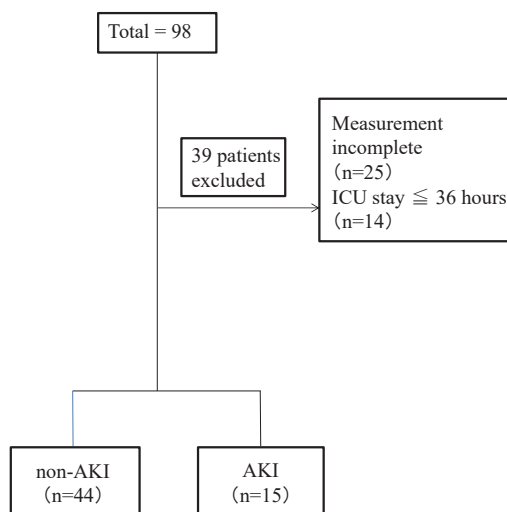 Total = 98
39 patients
excluded
Measurement
incomplete
（n=25）
ICU stay ≦ 36 hours
（n=14）
non-AKI
（n=44）
AKI
（n=15）